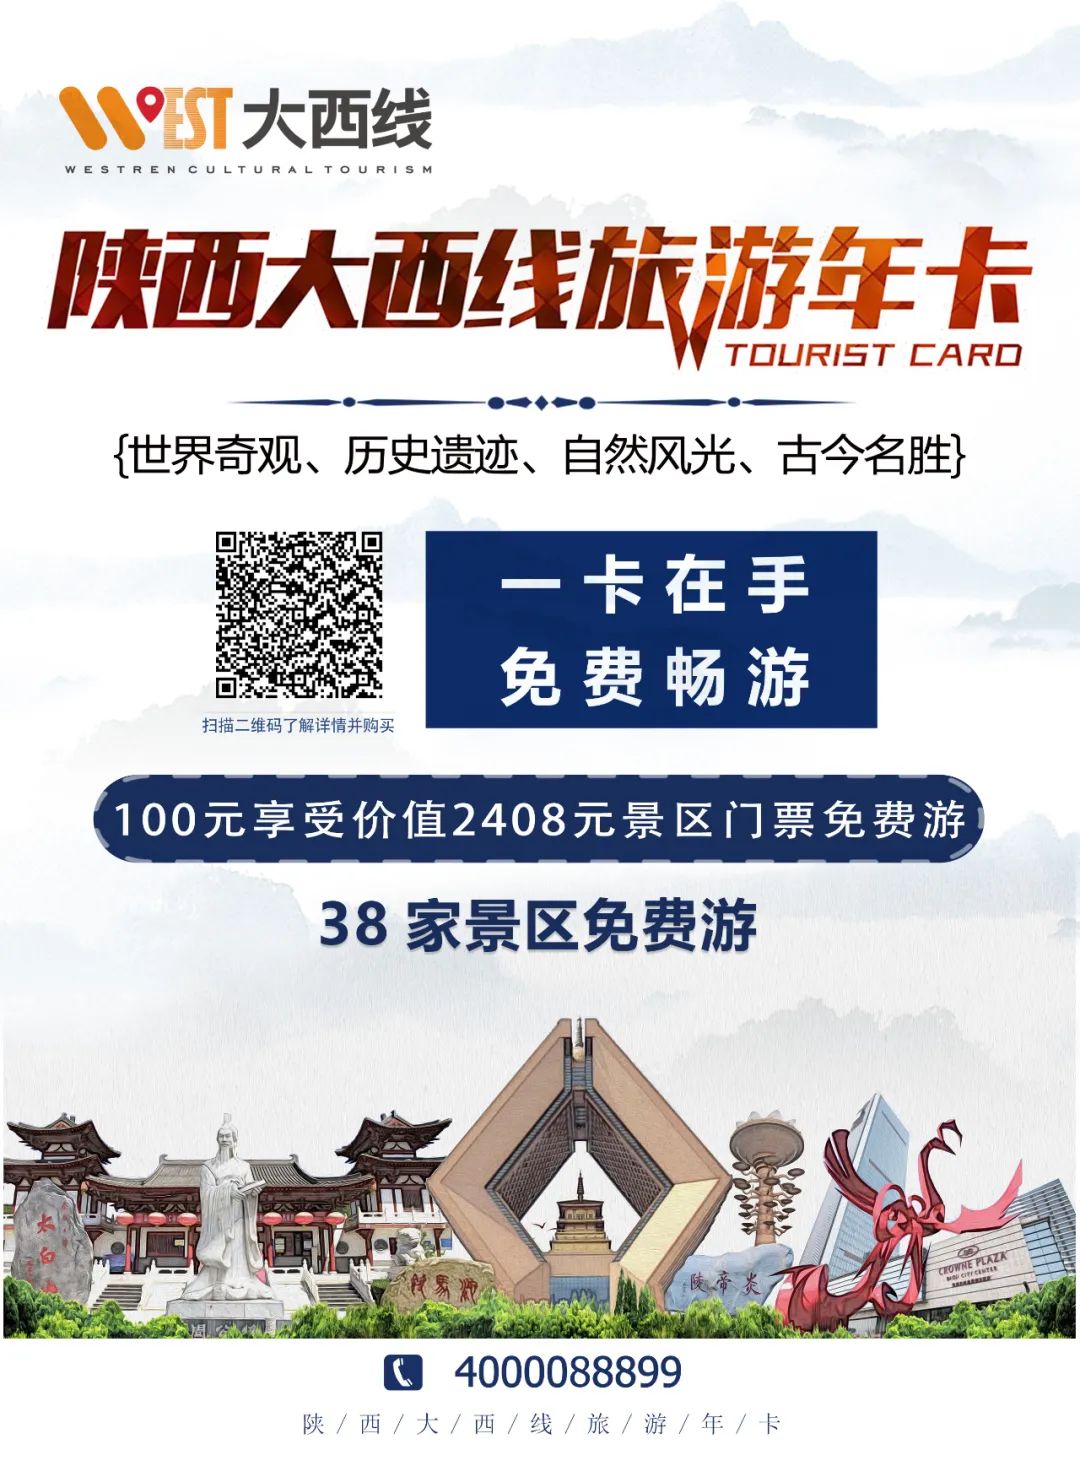 WEST 大西线
WESTREN CULTURAL TOURISM
陕西大西线旅游年卡
TOURIST CARD
{世界奇观、历史遗迹、自然风光、古今名胜}
一卡在手
免费畅游
扫描二维码了解详情并购买
100元享受价值2408元景区门票免费游
38 家景区免费游
太白山
陵帝炎
CROWNE PLAZA
BAOJI CITY CENTER
4000088899
陕/西/大/西/线/旅/游/年/卡